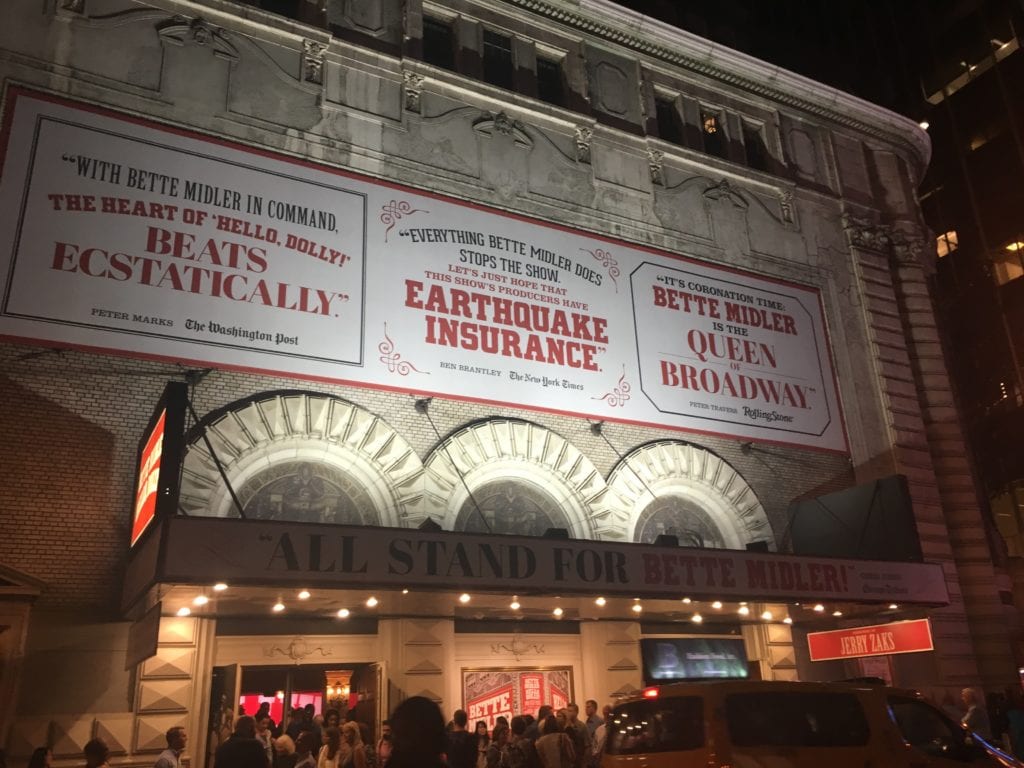 “WITH BETTE MIDLER IN COMMAND,
THE HEART OF ‘HELLO, DOLLY!’
BEATS
ECSTATICALLY.”
PETER MARKS The Washington Post
“EVERYTHING BETTE MIDLER DOES
STOPS THE SHOW.
LET'S JUST HOPE THAT
THIS SHOW'S PRODUCERS HAVE
EARTHQUAKE
INSURANCE.”
BEN BRANTLEY The New York Times
“IT'S CORONATION TIME:
BETTE MIDLER
IS THE
QUEEN
OF
BROADWAY.”
PETER TRAVERS RollingStone
“ALL STAND FOR BETTE MIDLER!”
JERRY ZAKS
BETTE